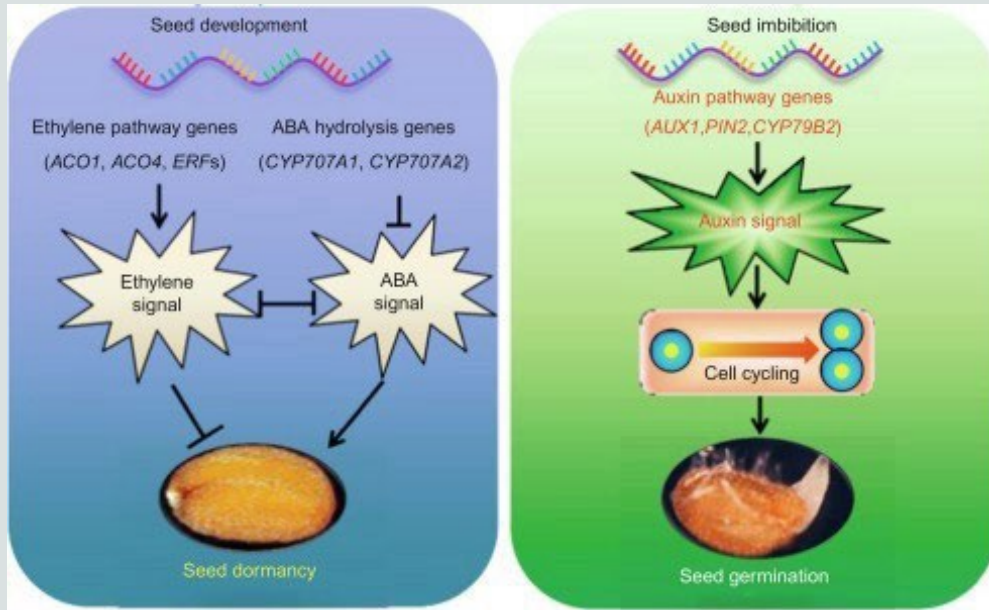 Seed development
Ethylene pathway genes
(ACO1, ACO4, ERFs)
ABA hydrolysis genes
(CYP707A1, CYP707A2)
Ethylene
signal
ABA
signal
Seed dormancy
Seed imbibition
Auxin pathway genes
(AUX1,PIN2,CYP79B2)
Auxin signal
Cell cycling
Seed germination